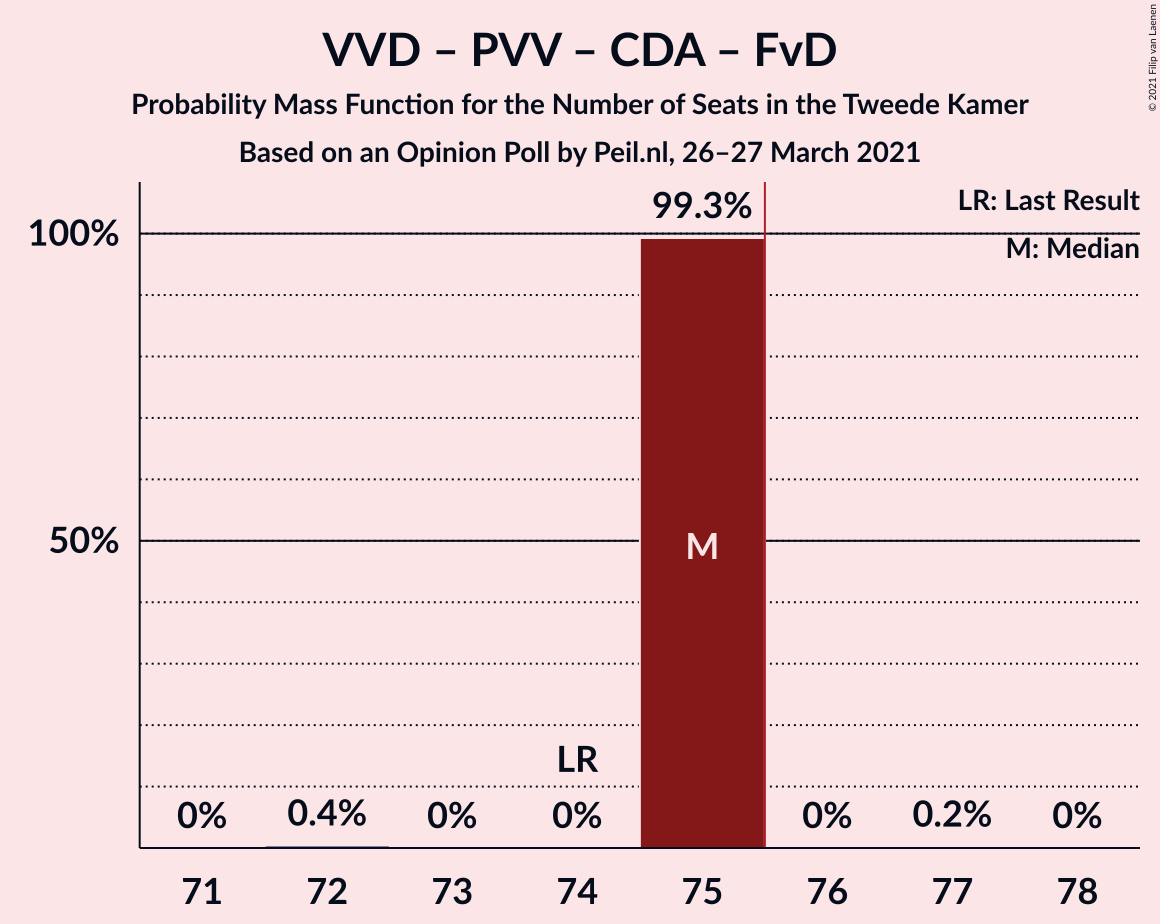 VVD – PVV – CDA – FvD
Probability Mass Function for the Number of Seats in the Tweede Kamer
Based on an Opinion Poll by Peil.nl, 26–27 March 2021
© 2021 Filip van Laenen
LR: Last Result
M: Median
99.3%
100%
50%
M
LR
0% 0.4% 0% 0% 0% 0.2% 0%
71 72 73 74 75 76 77 78